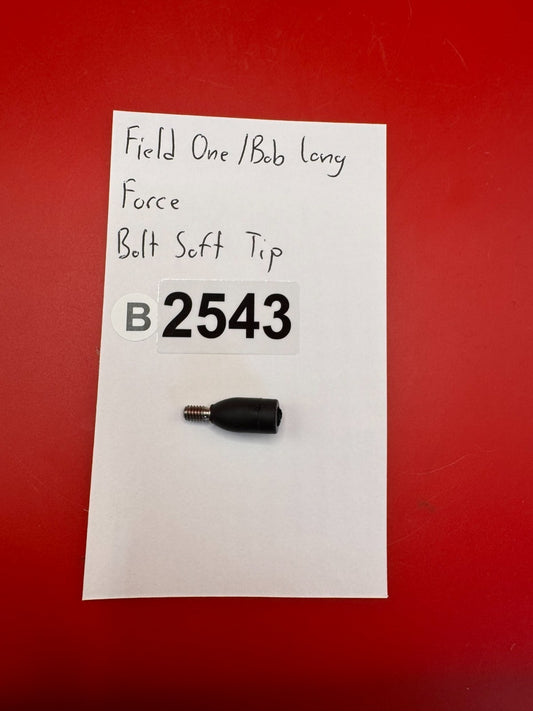 Field One/Bob Long
Force
Bolt Soft Tip
B 2543